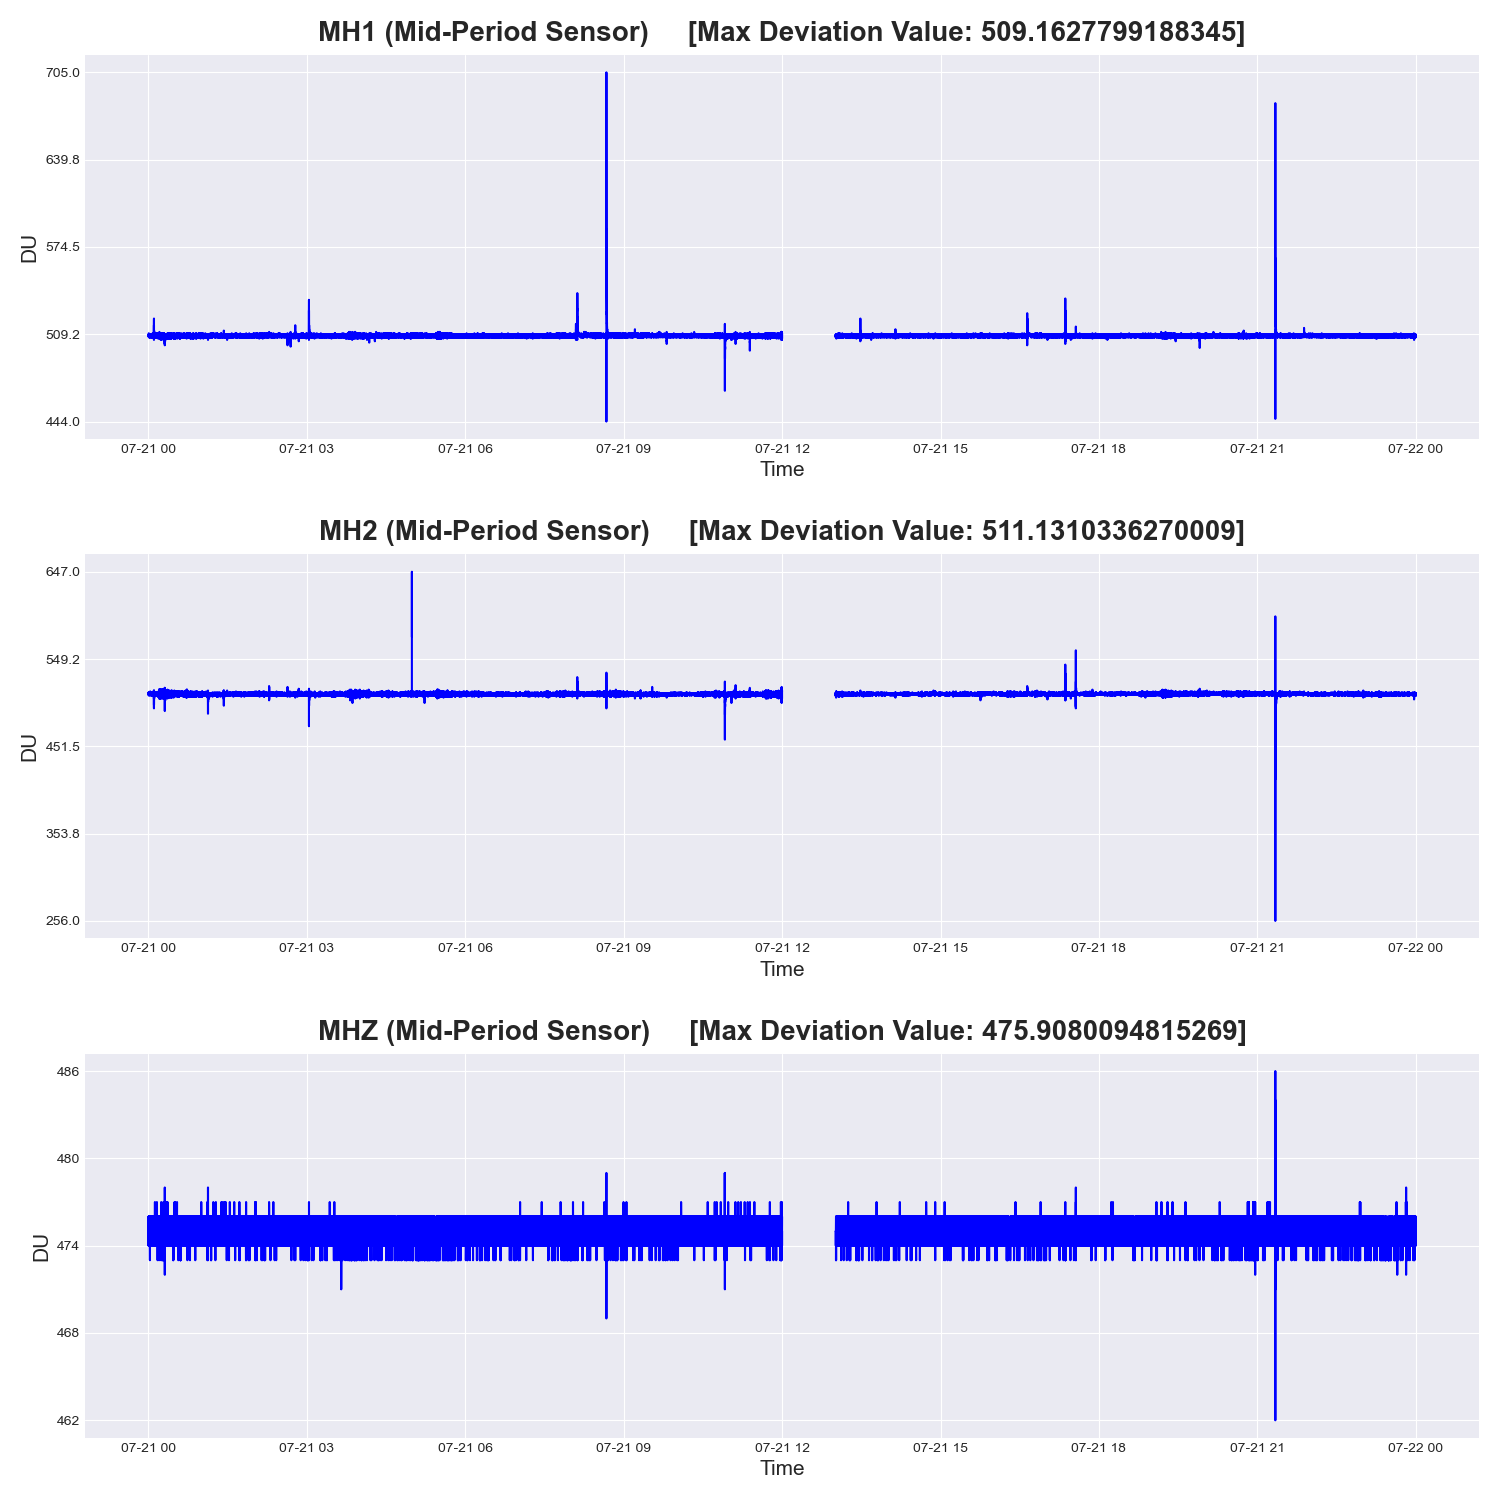 MH1 (Mid-Period Sensor) [Max Deviation Value: 509.1627799188345]
705.0
639.8
574.5
509.2
444.0
DU
07-21 00 07-21 03 07-21 06 07-21 09 07-21 12 07-21 15 07-21 18 07-21 21 07-22 00
Time
MH2 (Mid-Period Sensor) [Max Deviation Value: 511.1310336270009]
647.0
549.2
451.5
353.8
256.0
DU
07-21 00 07-21 03 07-21 06 07-21 09 07-21 12 07-21 15 07-21 18 07-21 21 07-22 00
Time
MHZ (Mid-Period Sensor) [Max Deviation Value: 475.9080094815269]
486
480
474
468
462
DU
07-21 00 07-21 03 07-21 06 07-21 09 07-21 12 07-21 15 07-21 18 07-21 21 07-22 00
Time